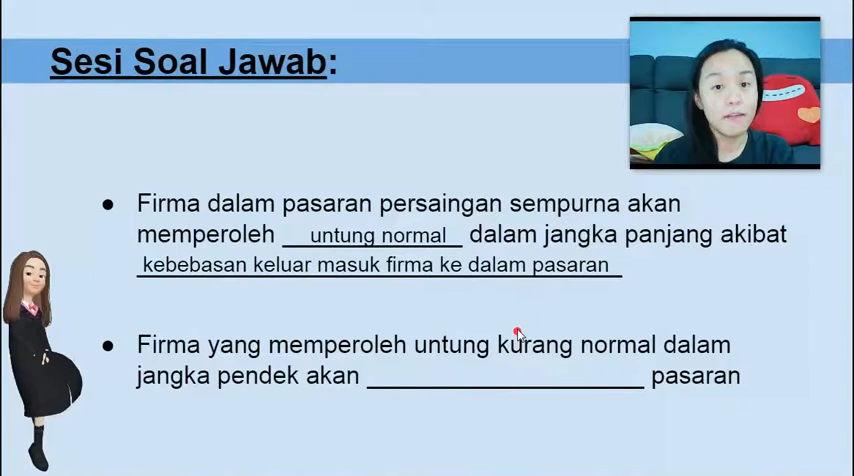 Sesi Soal Jawab:
● Firma dalam pasaran persaingan sempurna akan
memperoleh untung normal dalam jangka panjang akibat
kebebasan keluar masuk firma ke dalam pasaran
● Firma yang memperoleh untung kurang normal dalam
jangka pendek akan ____________________ pasaran